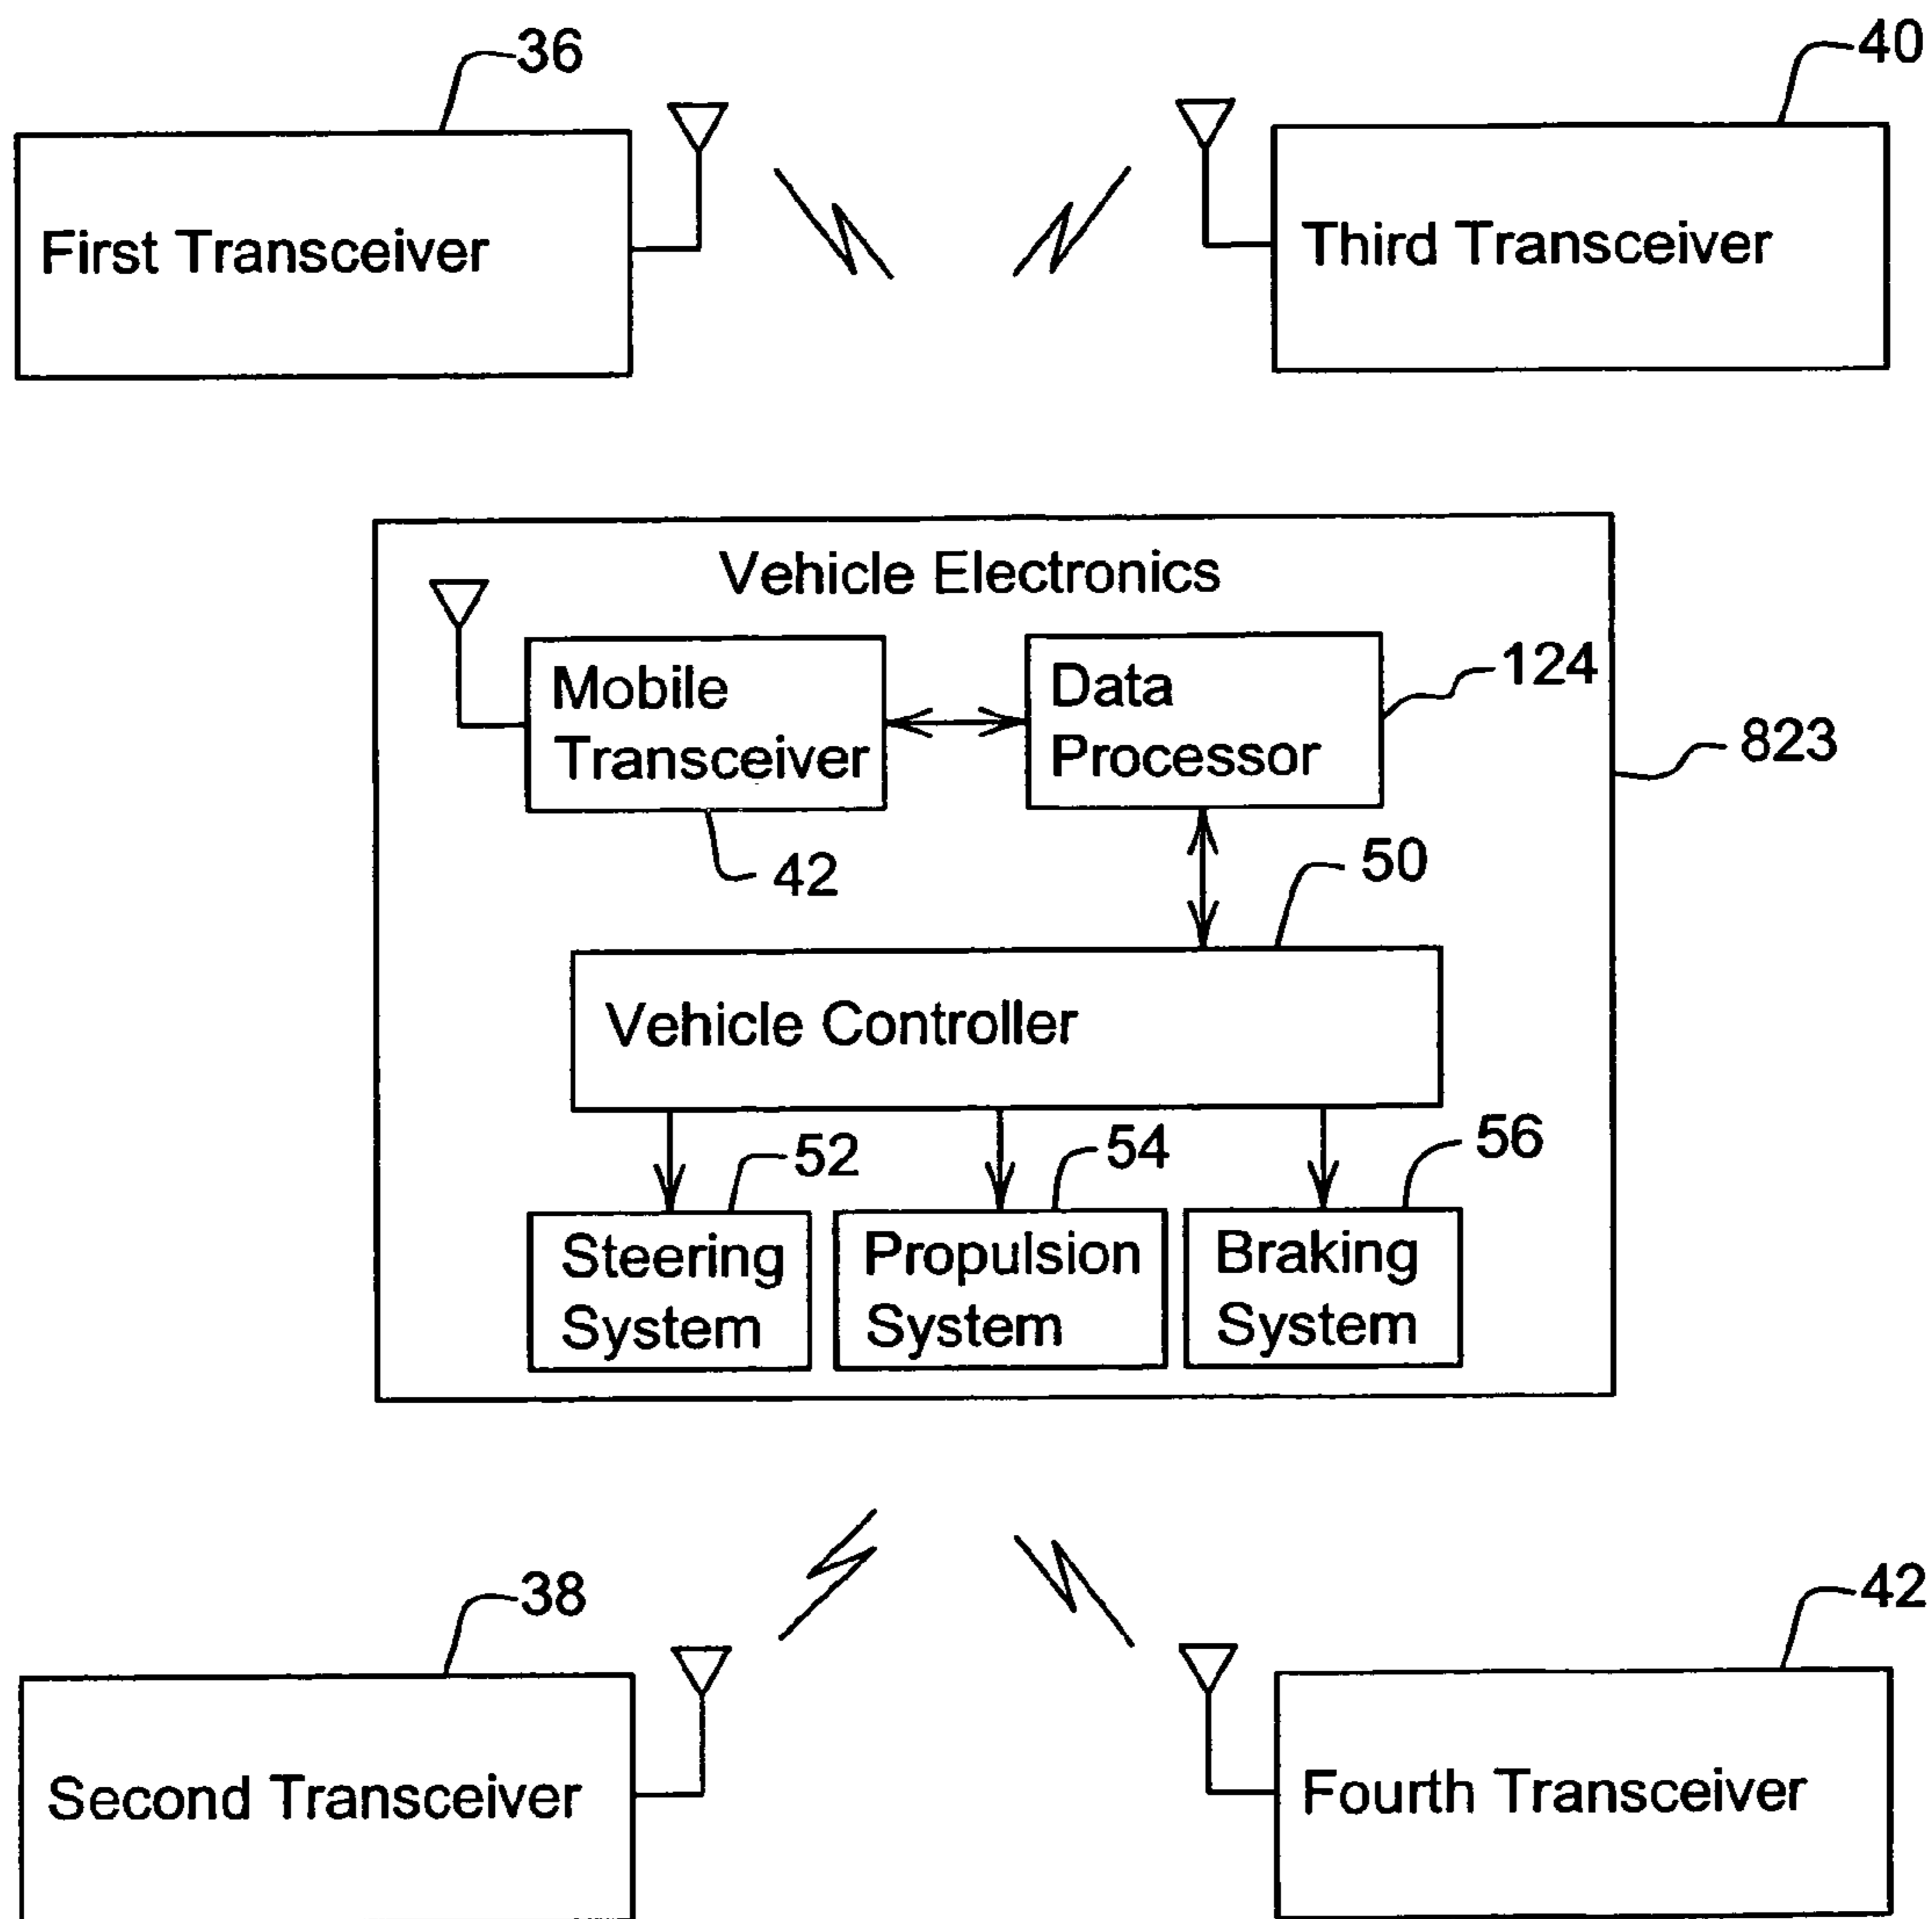 36
40
First Transceiver
Third Transceiver
Vehicle Electronics
Mobile
Transceiver
Data
Processor
124
823
42
50
Vehicle Controller
52
54
56
Steering
System
Propulsion
System
Braking
System
38
42
Second Transceiver
Fourth Transceiver